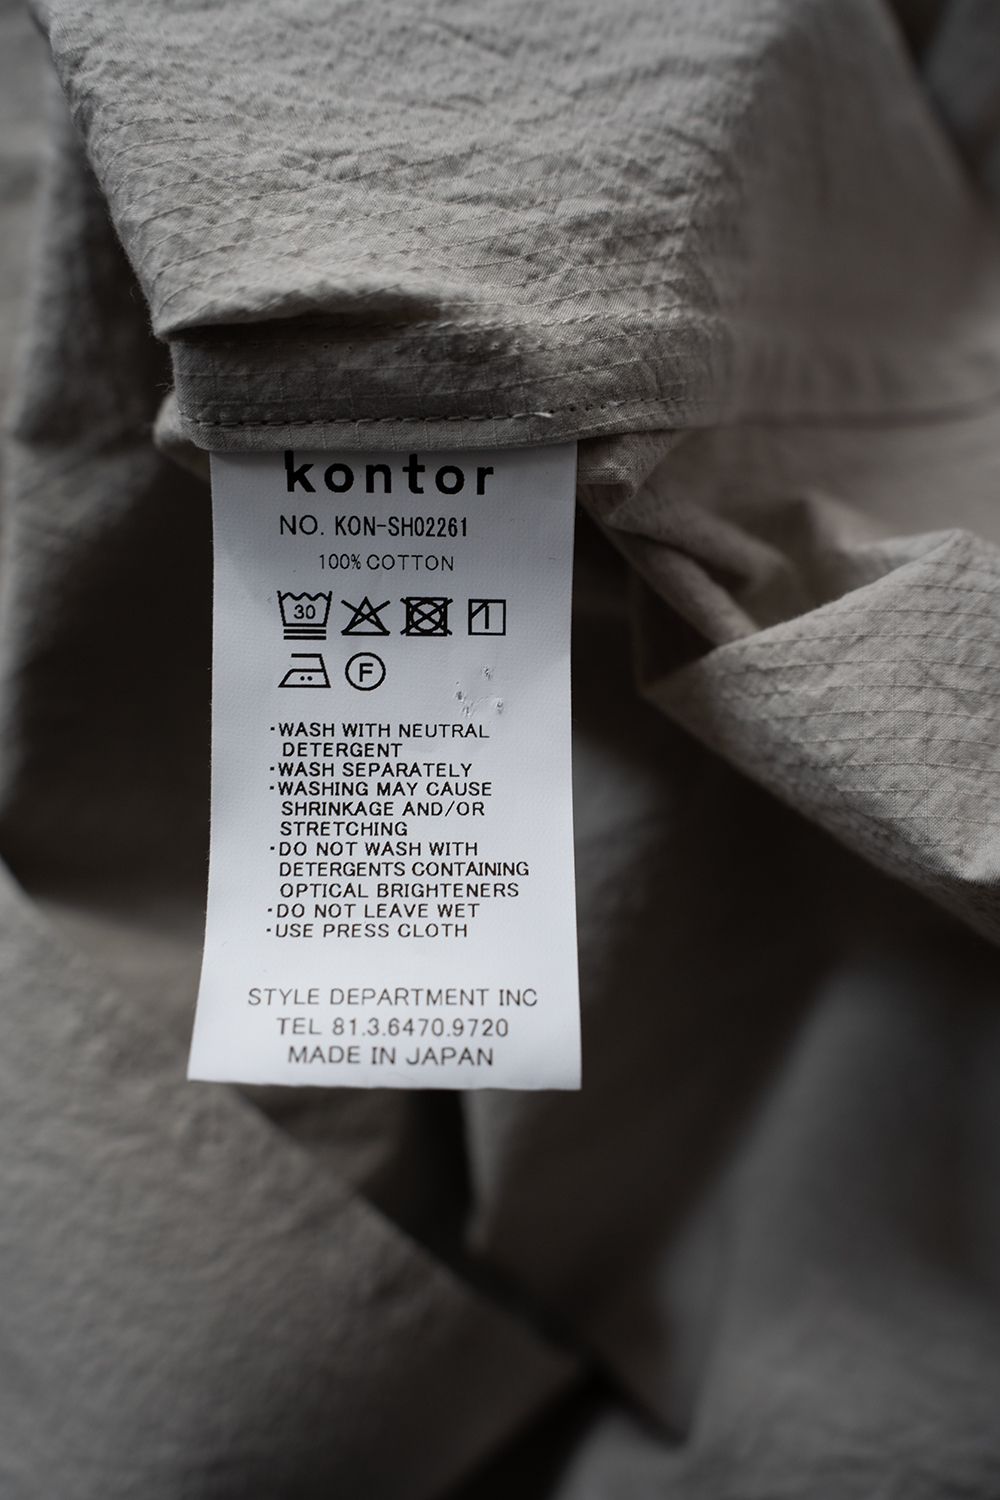 kontor
NO. KON-SH02261
100% COTTON
30
F
·WASH WITH NEUTRAL
DETERGENT
·WASH SEPARATELY
·WASHING MAY CAUSE
SHRINKAGE AND/OR
STRETCHING
·DO NOT WASH WITH
DETERGENTS CONTAINING
OPTICAL BRIGHTENERS
·DO NOT LEAVE WET
·USE PRESS CLOTH
STYLE DEPARTMENT INC
TEL 81.3.6470.9720
MADE IN JAPAN